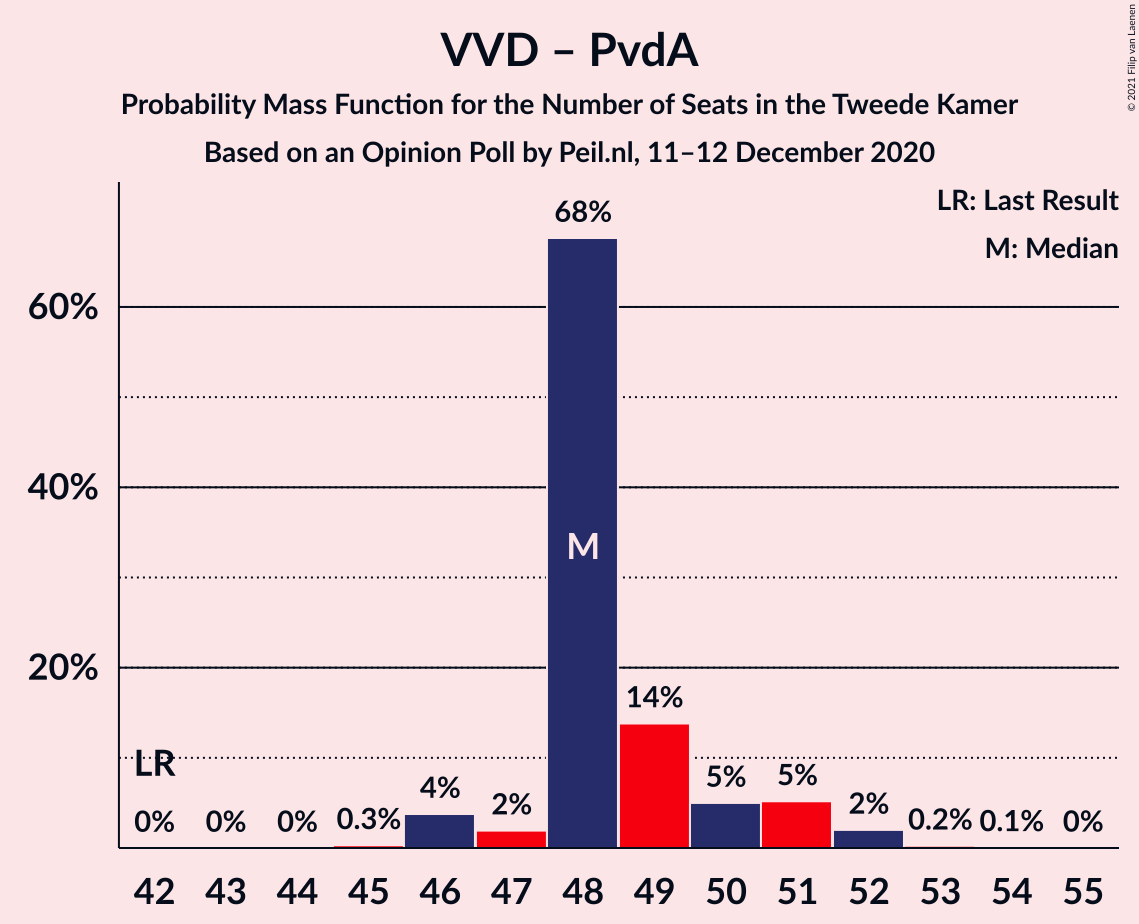 VVD – PvdA
Probability Mass Function for the Number of Seats in the Tweede Kamer
Based on an Opinion Poll by Peil.nl, 11–12 December 2020
© 2021 Filip van Laenen
LR: Last Result
M: Median
60%
40%
20%
68%
M
14%
LR
0% 0% 0% 0.3% 4% 2% 5% 5% 2% 0.2% 0.1% 0%
42 43 44 45 46 47 48 49 50 51 52 53 54 55